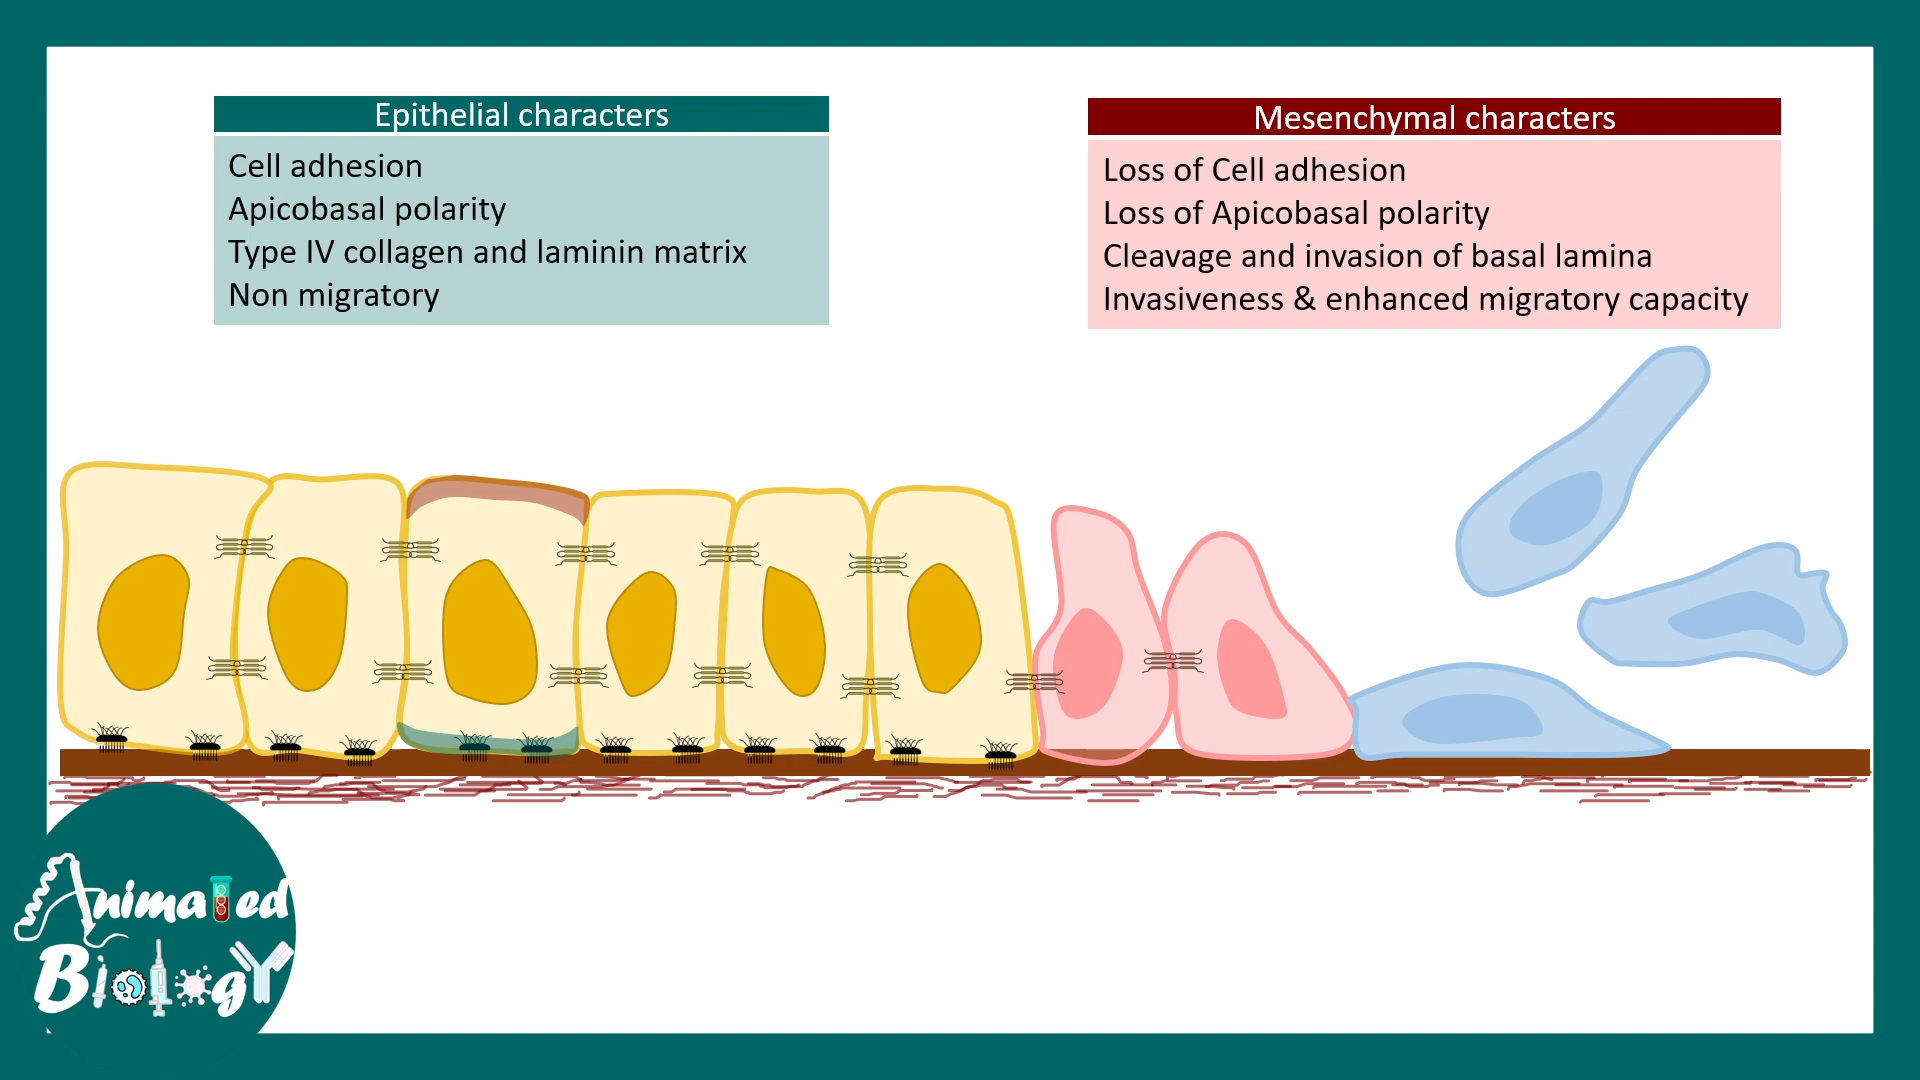 Epithelial characters
Cell adhesion
Apicobasal polarity
Type IV collagen and laminin matrix
Non migratory
Mesenchymal characters
Loss of Cell adhesion
Loss of Apicobasal polarity
Cleavage and invasion of basal lamina
Invasiveness & enhanced migratory capacity
Animated
BiologY